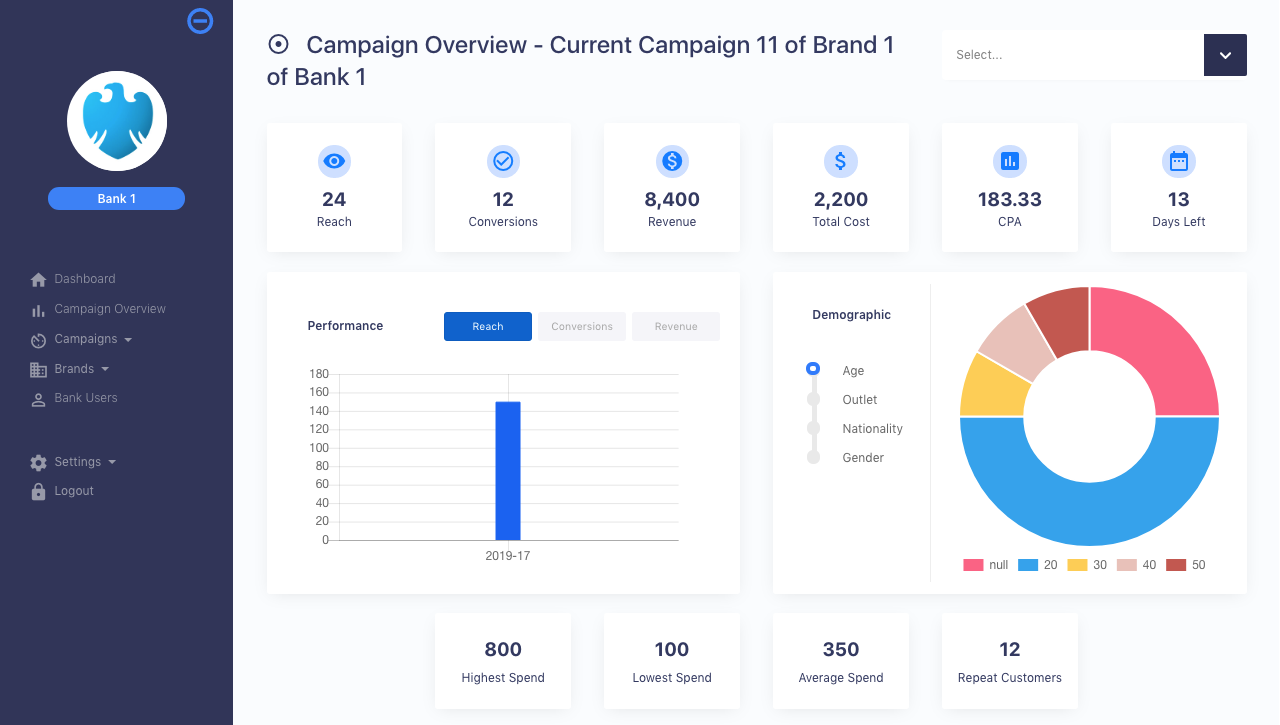 Bank 1
Dashboard
Campaign Overview
Campaigns
Brands
Bank Users
Settings
Logout
Campaign Overview - Current Campaign 11 of Brand 1
of Bank 1
Select...
24
Reach
12
Conversions
8,400
Revenue
2,200
Total Cost
183.33
CPA
13
Days Left
Performance
Reach
Conversions
Revenue
180
160
140
120
100
80
60
40
20
0
2019-17
Demographic
Age
Outlet
Nationality
Gender
null 20 30 40 50
800
Highest Spend
100
Lowest Spend
350
Average Spend
12
Repeat Customers